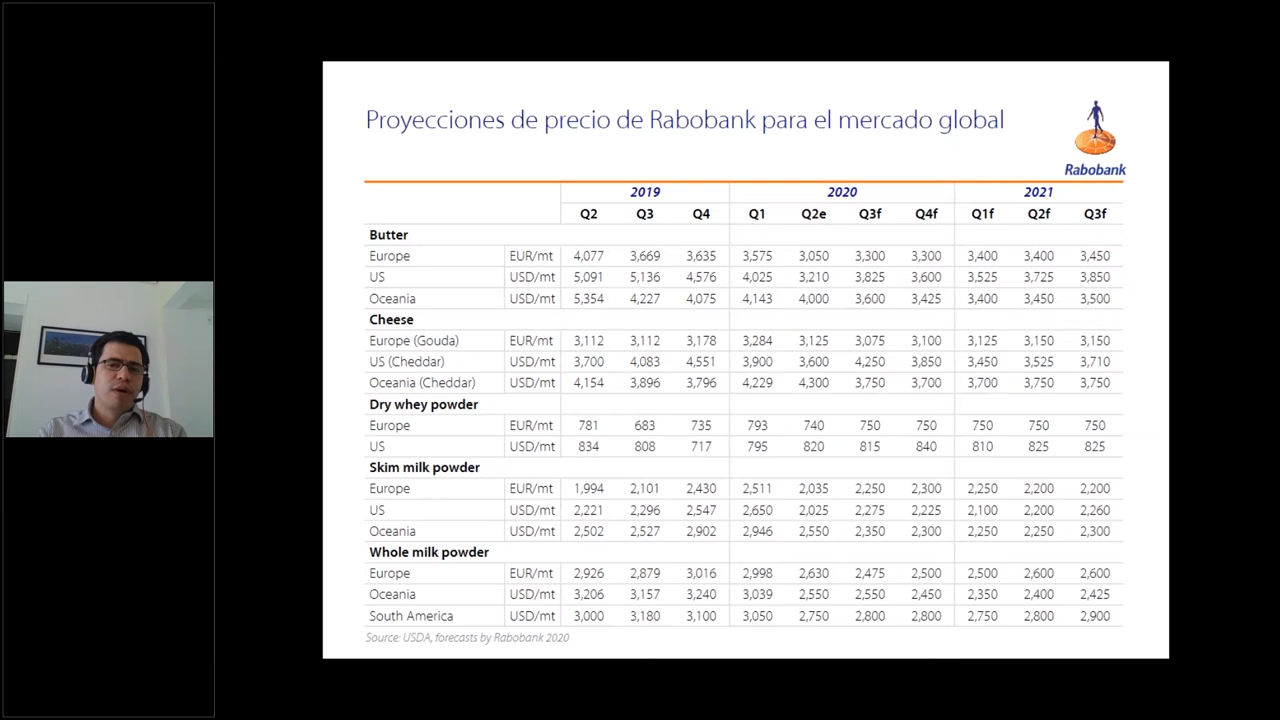 Proyecciones de precio de Rabobank para el mercado global
Rabobank
2019 2020 2021
Q2 Q3 Q4 Q1 Q2e Q3f Q4f Q1f Q2f Q3f
Butter
Europe EUR/mt 4,077 3,669 3,635 3,575 3,050 3,300 3,300 3,400 3,400 3,450
US USD/mt 5,091 5,136 4,576 4,025 3,210 3,825 3,600 3,525 3,725 3,850
Oceania USD/mt 5,354 4,227 4,075 4,143 4,000 3,600 3,425 3,400 3,450 3,500
Cheese
Europe (Gouda) EUR/mt 3,112 3,112 3,178 3,284 3,125 3,075 3,100 3,125 3,150 3,150
US (Cheddar) USD/mt 3,700 4,083 4,551 3,900 3,640 4,250 3,850 3,450 3,525 3,710
Oceania (Cheddar) USD/mt 4,154 3,896 3,796 4,229 4,300 3,750 3,700 3,700 3,750 3,750
Dry whey powder
Europe EUR/mt 781 683 735 793 740 750 750 750 750 750
US USD/mt 834 808 717 795 820 815 840 810 825 825
Skim milk powder
Europe EUR/mt 1,994 2,101 2,430 2,511 2,035 2,250 2,300 2,250 2,200 2,200
US USD/mt 2,221 2,296 2,547 2,650 2,025 2,275 2,225 2,100 2,200 2,260
Oceania USD/mt 2,502 2,527 2,902 2,946 2,550 2,350 2,300 2,250 2,250 2,300
Whole milk powder
Europe EUR/mt 2,926 2,879 3,016 2,998 2,630 2,475 2,500 2,500 2,600 2,600
Oceania USD/mt 3,206 3,157 3,240 3,039 2,550 2,550 2,450 2,350 2,400 2,425
South America USD/mt 3,000 3,180 3,100 3,050 2,750 2,800 2,800 2,750 2,800 2,900
Source: USDA, forecasts by Rabobank 2020